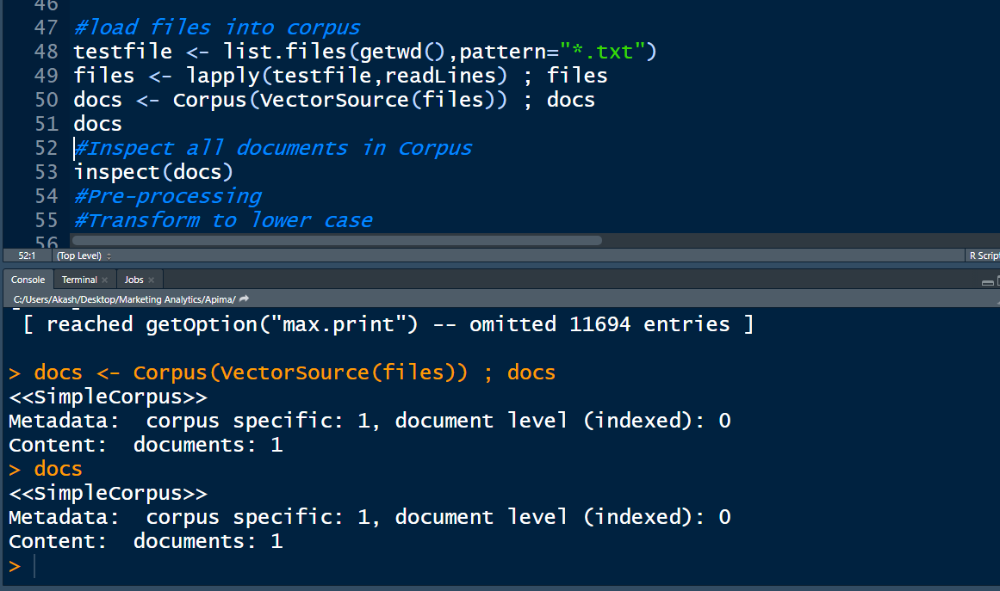 46
47 #load files into corpus
48 testfile <- list.files(getwd(),pattern="*.txt")
49 files <- lapply(testfile,readLines) ; files
50 docs <- Corpus(VectorSource(files)) ; docs
51 docs
52 #Inspect all documents in Corpus
53 inspect(docs)
54 #Pre-processing
55 #Transform to lower case
56
52:1 (Top Level) R Script
Console Terminal × Jobs ×
C:/Users/Akash/Desktop/Marketing Analytics/Apima/
[ reached getOption("max.print") -- omitted 11694 entries ]
> docs <- Corpus(VectorSource(files)) ; docs
<<SimpleCorpus>>
Metadata:  corpus specific: 1, document level (indexed): 0
Content:  documents: 1
> docs
<<SimpleCorpus>>
Metadata:  corpus specific: 1, document level (indexed): 0
Content:  documents: 1
>